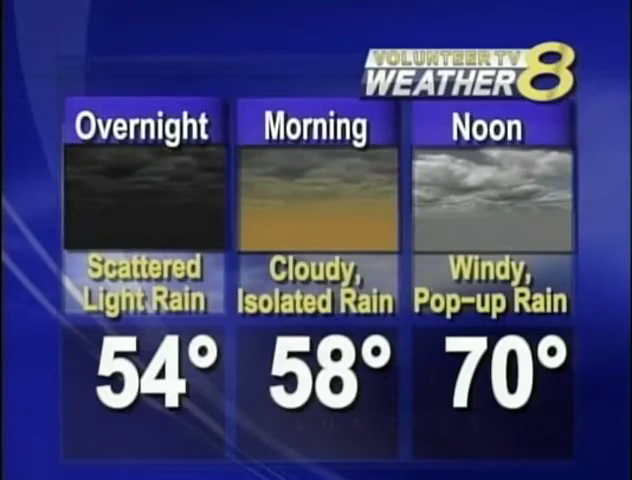 VOLUNTEER TV
WEATHER 8
Overnight
Morning
Noon
Scattered
Light Rain
Cloudy,
Isolated Rain
Windy,
Pop-up Rain
54°
58°
70°